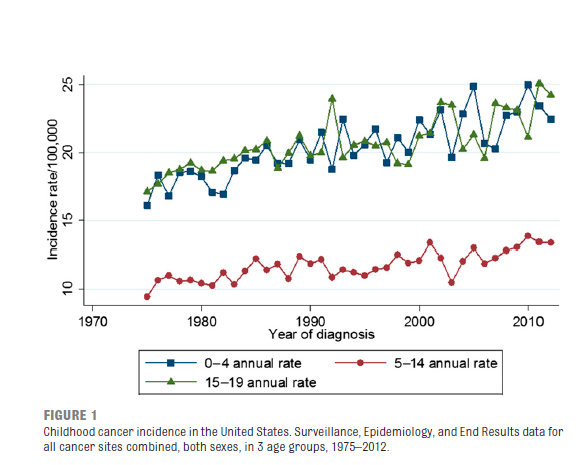 25
20
15
10
Incidence rate/100,000
1970 1980 1990 2000 2010
Year of diagnosis
0–4 annual rate 5–14 annual rate
15–19 annual rate
FIGURE 1
Childhood cancer incidence in the United States. Surveillance, Epidemiology, and End Results data for
all cancer sites combined, both sexes, in 3 age groups, 1975–2012.